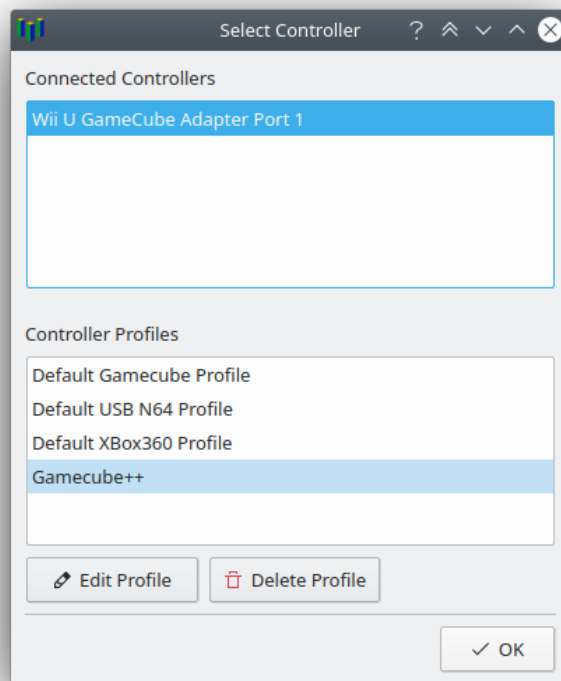 Select Controller
Connected Controllers
Wii U GameCube Adapter Port 1
Controller Profiles
Default Gamecube Profile
Default USB N64 Profile
Default XBox360 Profile
Gamecube++
Edit Profile
Delete Profile
OK